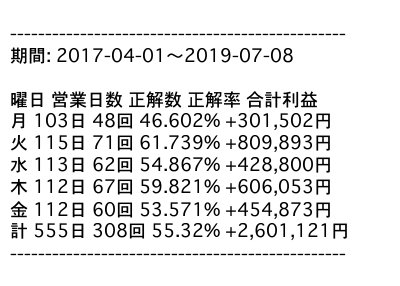 ------------------------------------------------
期間: 2017-04-01～2019-07-08
曜日 営業日数 正解数 正解率 合計利益
月 103日 48回 46.602% +301,502円
火 115日 71回 61.739% +809,893円
水 113日 62回 54.867% +428,800円
木 112日 67回 59.821% +606,053円
金 112日 60回 53.571% +454,873円
計 555日 308回 55.32% +2,601,121円
------------------------------------------------